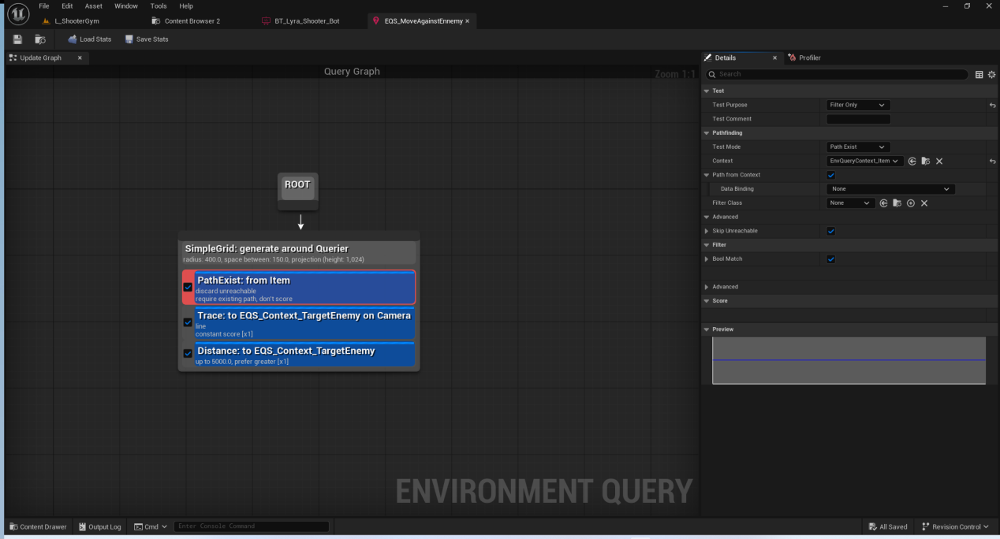 File Edit Asset Window Tools Help
L_ShooterGym Content Browser 2 BT_Lyra_Shooter_Bot EQS_MoveAgainstEnnemy
Load Stats Save Stats
Update Graph
Query Graph
Zoom 1:1
ROOT
SimpleGrid: generate around Querier
radius: 400.0, space between: 150.0, projection (height: 1,024)
PathExist: from Item
discard unreachable
require existing path, don't score
Trace: to EQS_Context_TargetEnemy on Camera
line
constant score [x1]
Distance: to EQS_Context_TargetEnemy
up to 5000.0, prefer greater [x1]
ENVIRONMENT QUERY
Details Profiler
Search
Test
Test Purpose Filter Only
Test Comment
Pathfinding
Test Mode Path Exist
Context EnvQueryContext_Item
Path from Context
Data Binding None
Filter Class None
Advanced
Skip Unreachable
Filter
Bool Match
Advanced
Score
Preview
Content Drawer Output Log Cmd Enter Console Command All Saved Revision Control